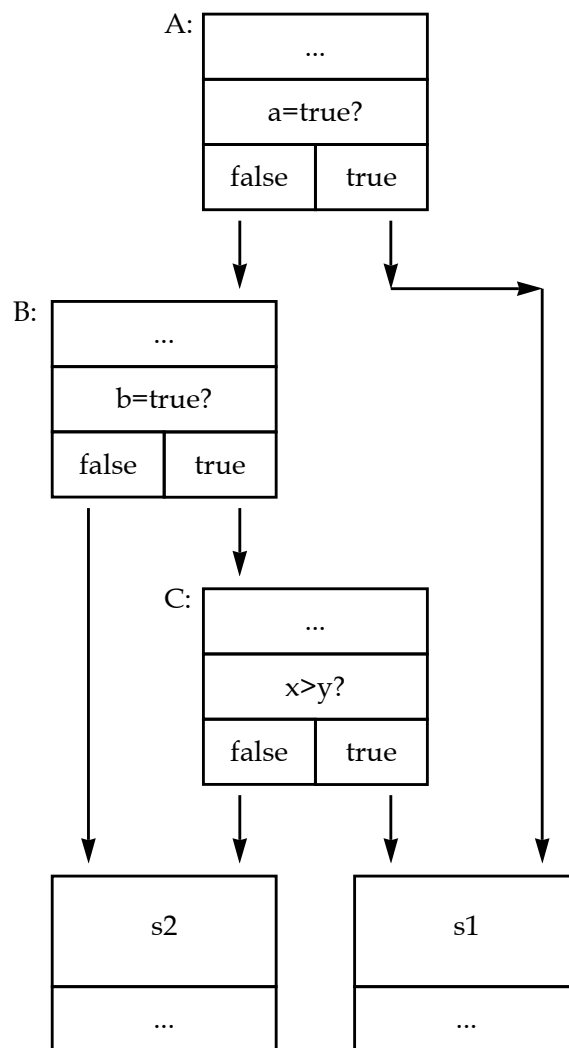 A:
...
a=true?
false true
B:
...
b=true?
false true
C:
...
x>y?
false true
s2 s1
... ...